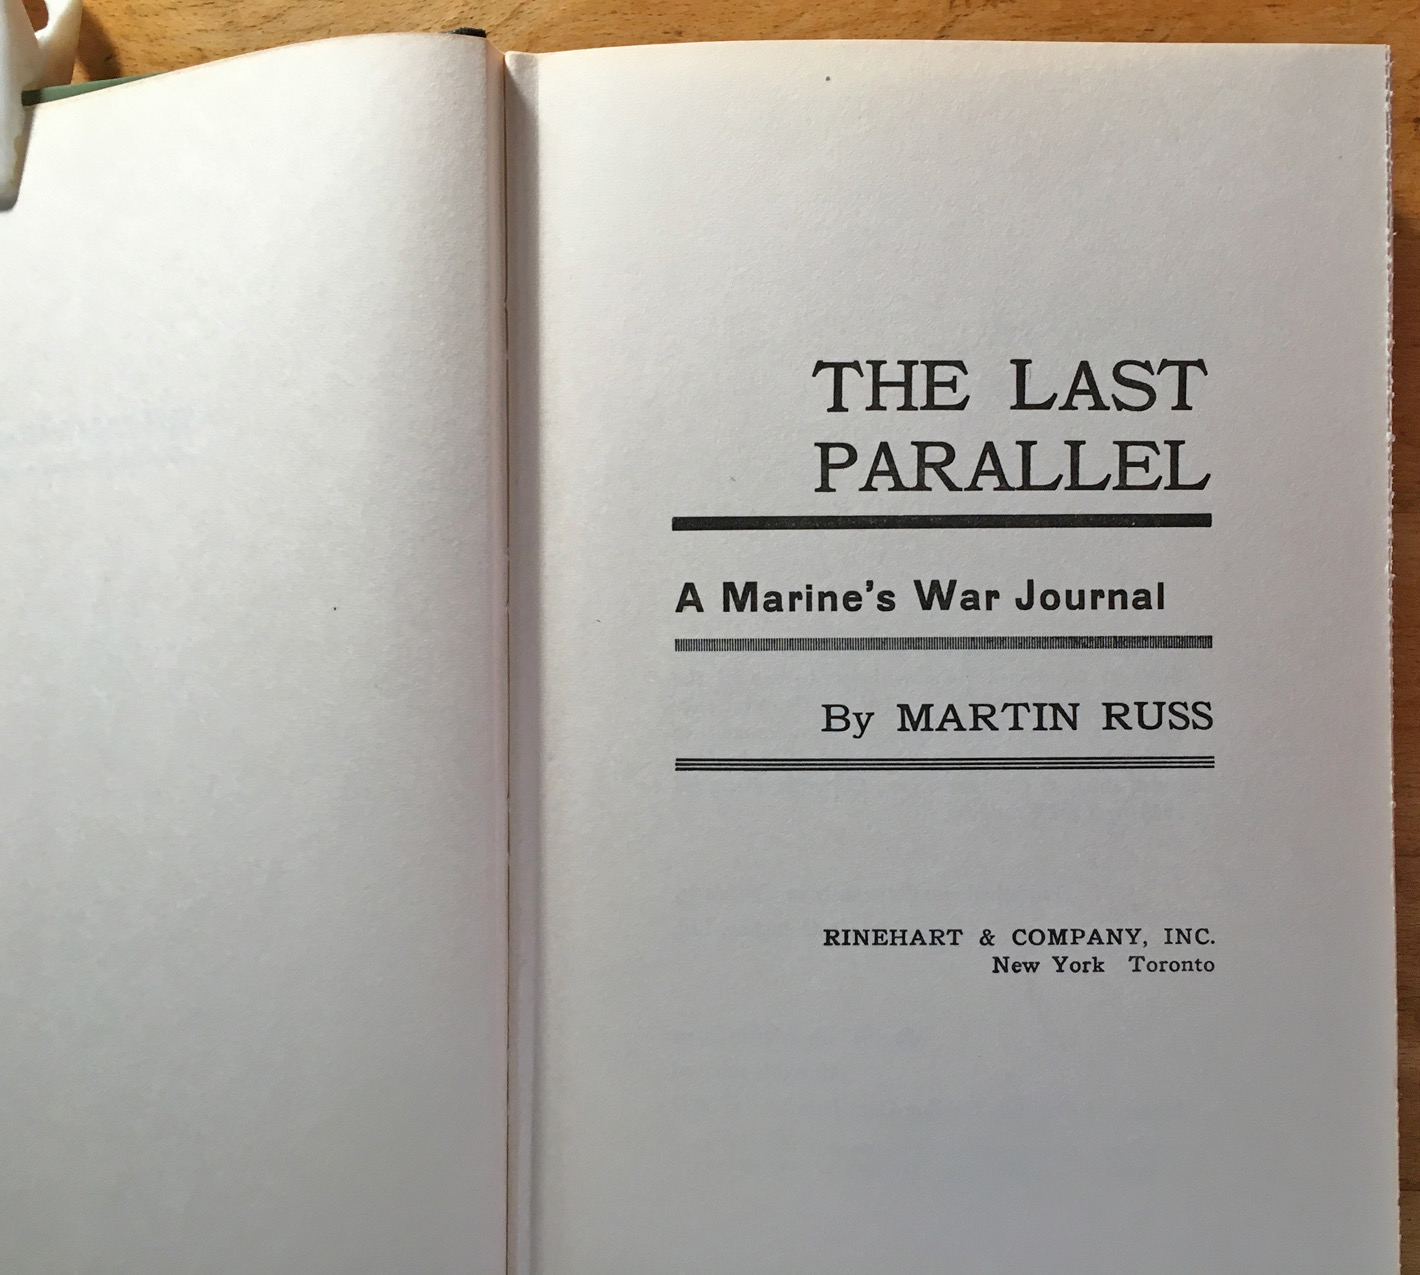 THE LAST
PARALLEL
A Marine's War Journal
By MARTIN RUSS
RINEHART & COMPANY, INC.
New York Toronto